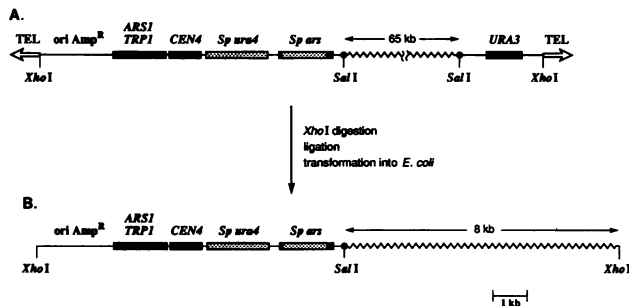 A.
TEL ori Amp^R ARS1 TRP1 CEN4 Sp ura4 Sp ars 65 kb URA3 TEL
XhoI SalI SalI XhoI
XhoI digestion
ligation
transformation into E. coli
B.
ori Amp^R ARS1 TRP1 CEN4 Sp ura4 Sp ars 8 kb
XhoI SalI XhoI
1 kb